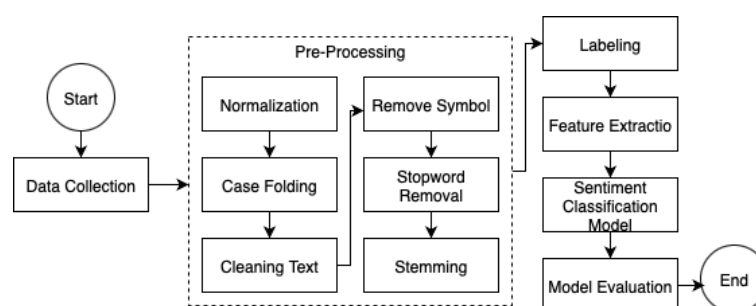 Start
Data Collection
Pre-Processing
Normalization
Case Folding
Cleaning Text
Remove Symbol
Stopword
Removal
Stemming
Labeling
Feature Extractio
Sentiment
Classification
Model
Model Evaluation
End